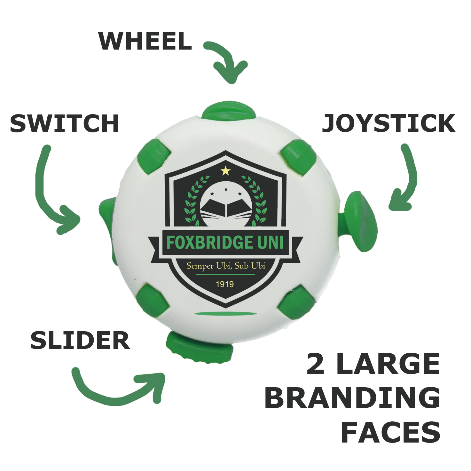 WHEEL
SWITCH
JOYSTICK
FOXBRIDGE UNI
Semper Ubi, Sub Ubi
1919
SLIDER
2 LARGE
BRANDING
FACES